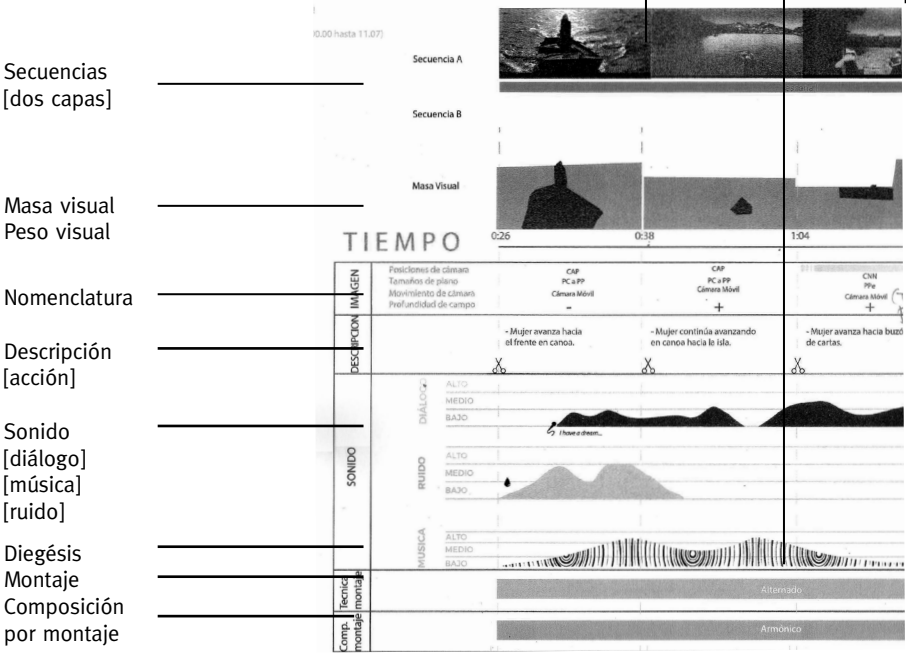 0.00 hasta 11.07)
Secuencia A
Secuencias
[dos capas]
Secuencia B
Masa Visual
Masa visual
Peso visual
TIEMPO
0:26
0:38
1:04
IMAGEN
Posiciones de cámara
Tamaños de plano
Movimiento de cámara
Profundidad de campo
CAP
PC a PP
Cámara Móvil
-
CAP
PC a PP
Cámara Móvil
+
CNN
PPe
Cámara Móvil
+
Nomenclatura
DESCRIPCION
- Mujer avanza hacia
el frente en canoa.
- Mujer continúa avanzando
en canoa hacia le isla.
- Mujer avanza hacia buzó
de cartas.
Descripción
[acción]
SONIDO
DIÁLOGO
ALTO
MEDIO
BAJO
I have a dream...
Sonido
[diálogo]
[música]
[ruido]
RUIDO
ALTO
MEDIO
BAJO
MUSICA
ALTO
MEDIO
BAJO
Diegésis
Montaje
Composición
por montaje
Tecnica
montaje
Alternado
Comp.
montaje
Armónico